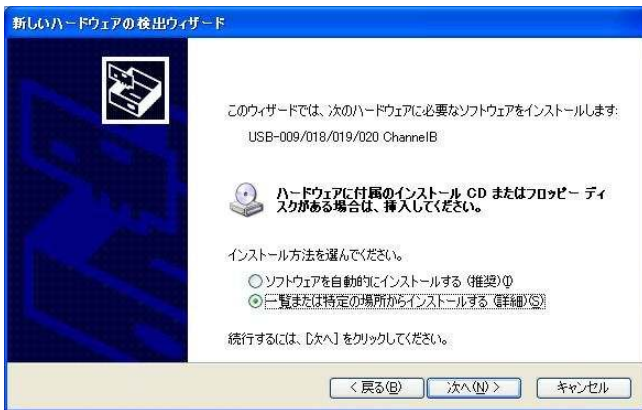 新しいハードウェアの検出ウィザード
このウィザードでは、次のハードウェアに必要なソフトウェアをインストールします:
USB-009/018/019/020 ChannelB
ハードウェアに付属のインストール CD またはフロッピー ディ
スクがある場合は、挿入してください。
インストール方法を選んでください。
ソフトウェアを自動的にインストールする (推奨)(I)
一覧または特定の場所からインストールする (詳細)(S)
続行するには、[次へ] をクリックしてください。
< 戻る(B) 次へ(N) > キャンセル